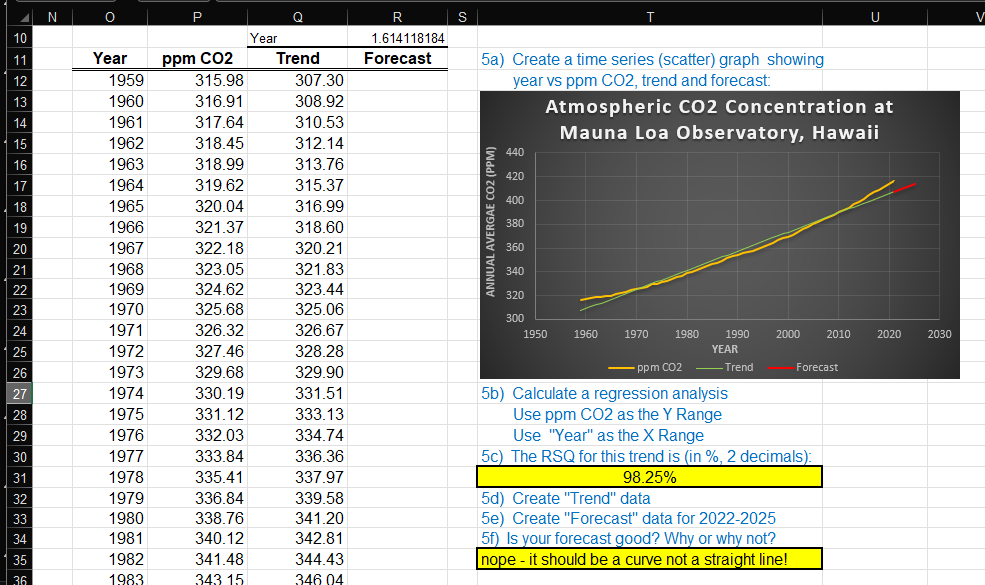 N O P Q R S T U V
10 Year 1.614118184
11 Year ppm CO2 Trend Forecast 5a) Create a time series (scatter) graph showing
12 1959 315.98 307.30 year vs ppm CO2, trend and forecast:
13 1960 316.91 308.92
14 1961 317.64 310.53
15 1962 318.45 312.14
16 1963 318.99 313.76
17 1964 319.62 315.37
18 1965 320.04 316.99
19 1966 321.37 318.60
20 1967 322.18 320.21
21 1968 323.05 321.83
22 1969 324.62 323.44
23 1970 325.68 325.06
24 1971 326.32 326.67
25 1972 327.46 328.28
26 1973 329.68 329.90
Atmospheric CO2 Concentration at
Mauna Loa Observatory, Hawaii
ANNUAL AVERGAE CO2 (PPM)
440
420
400
380
360
340
320
300
1950 1960 1970 1980 1990 2000 2010 2020 2030
YEAR
ppm CO2 Trend Forecast
27 1974 330.19 331.51 5b) Calculate a regression analysis
28 1975 331.12 333.13 Use ppm CO2 as the Y Range
29 1976 332.03 334.74 Use "Year" as the X Range
30 1977 333.84 336.36 5c) The RSQ for this trend is (in %, 2 decimals):
31 1978 335.41 337.97 98.25%
32 1979 336.84 339.58 5d) Create "Trend" data
33 1980 338.76 341.20 5e) Create "Forecast" data for 2022-2025
34 1981 340.12 342.81 5f) Is your forecast good? Why or why not?
35 1982 341.48 344.43 nope - it should be a curve not a straight line!
36 1983 343.15 346.04